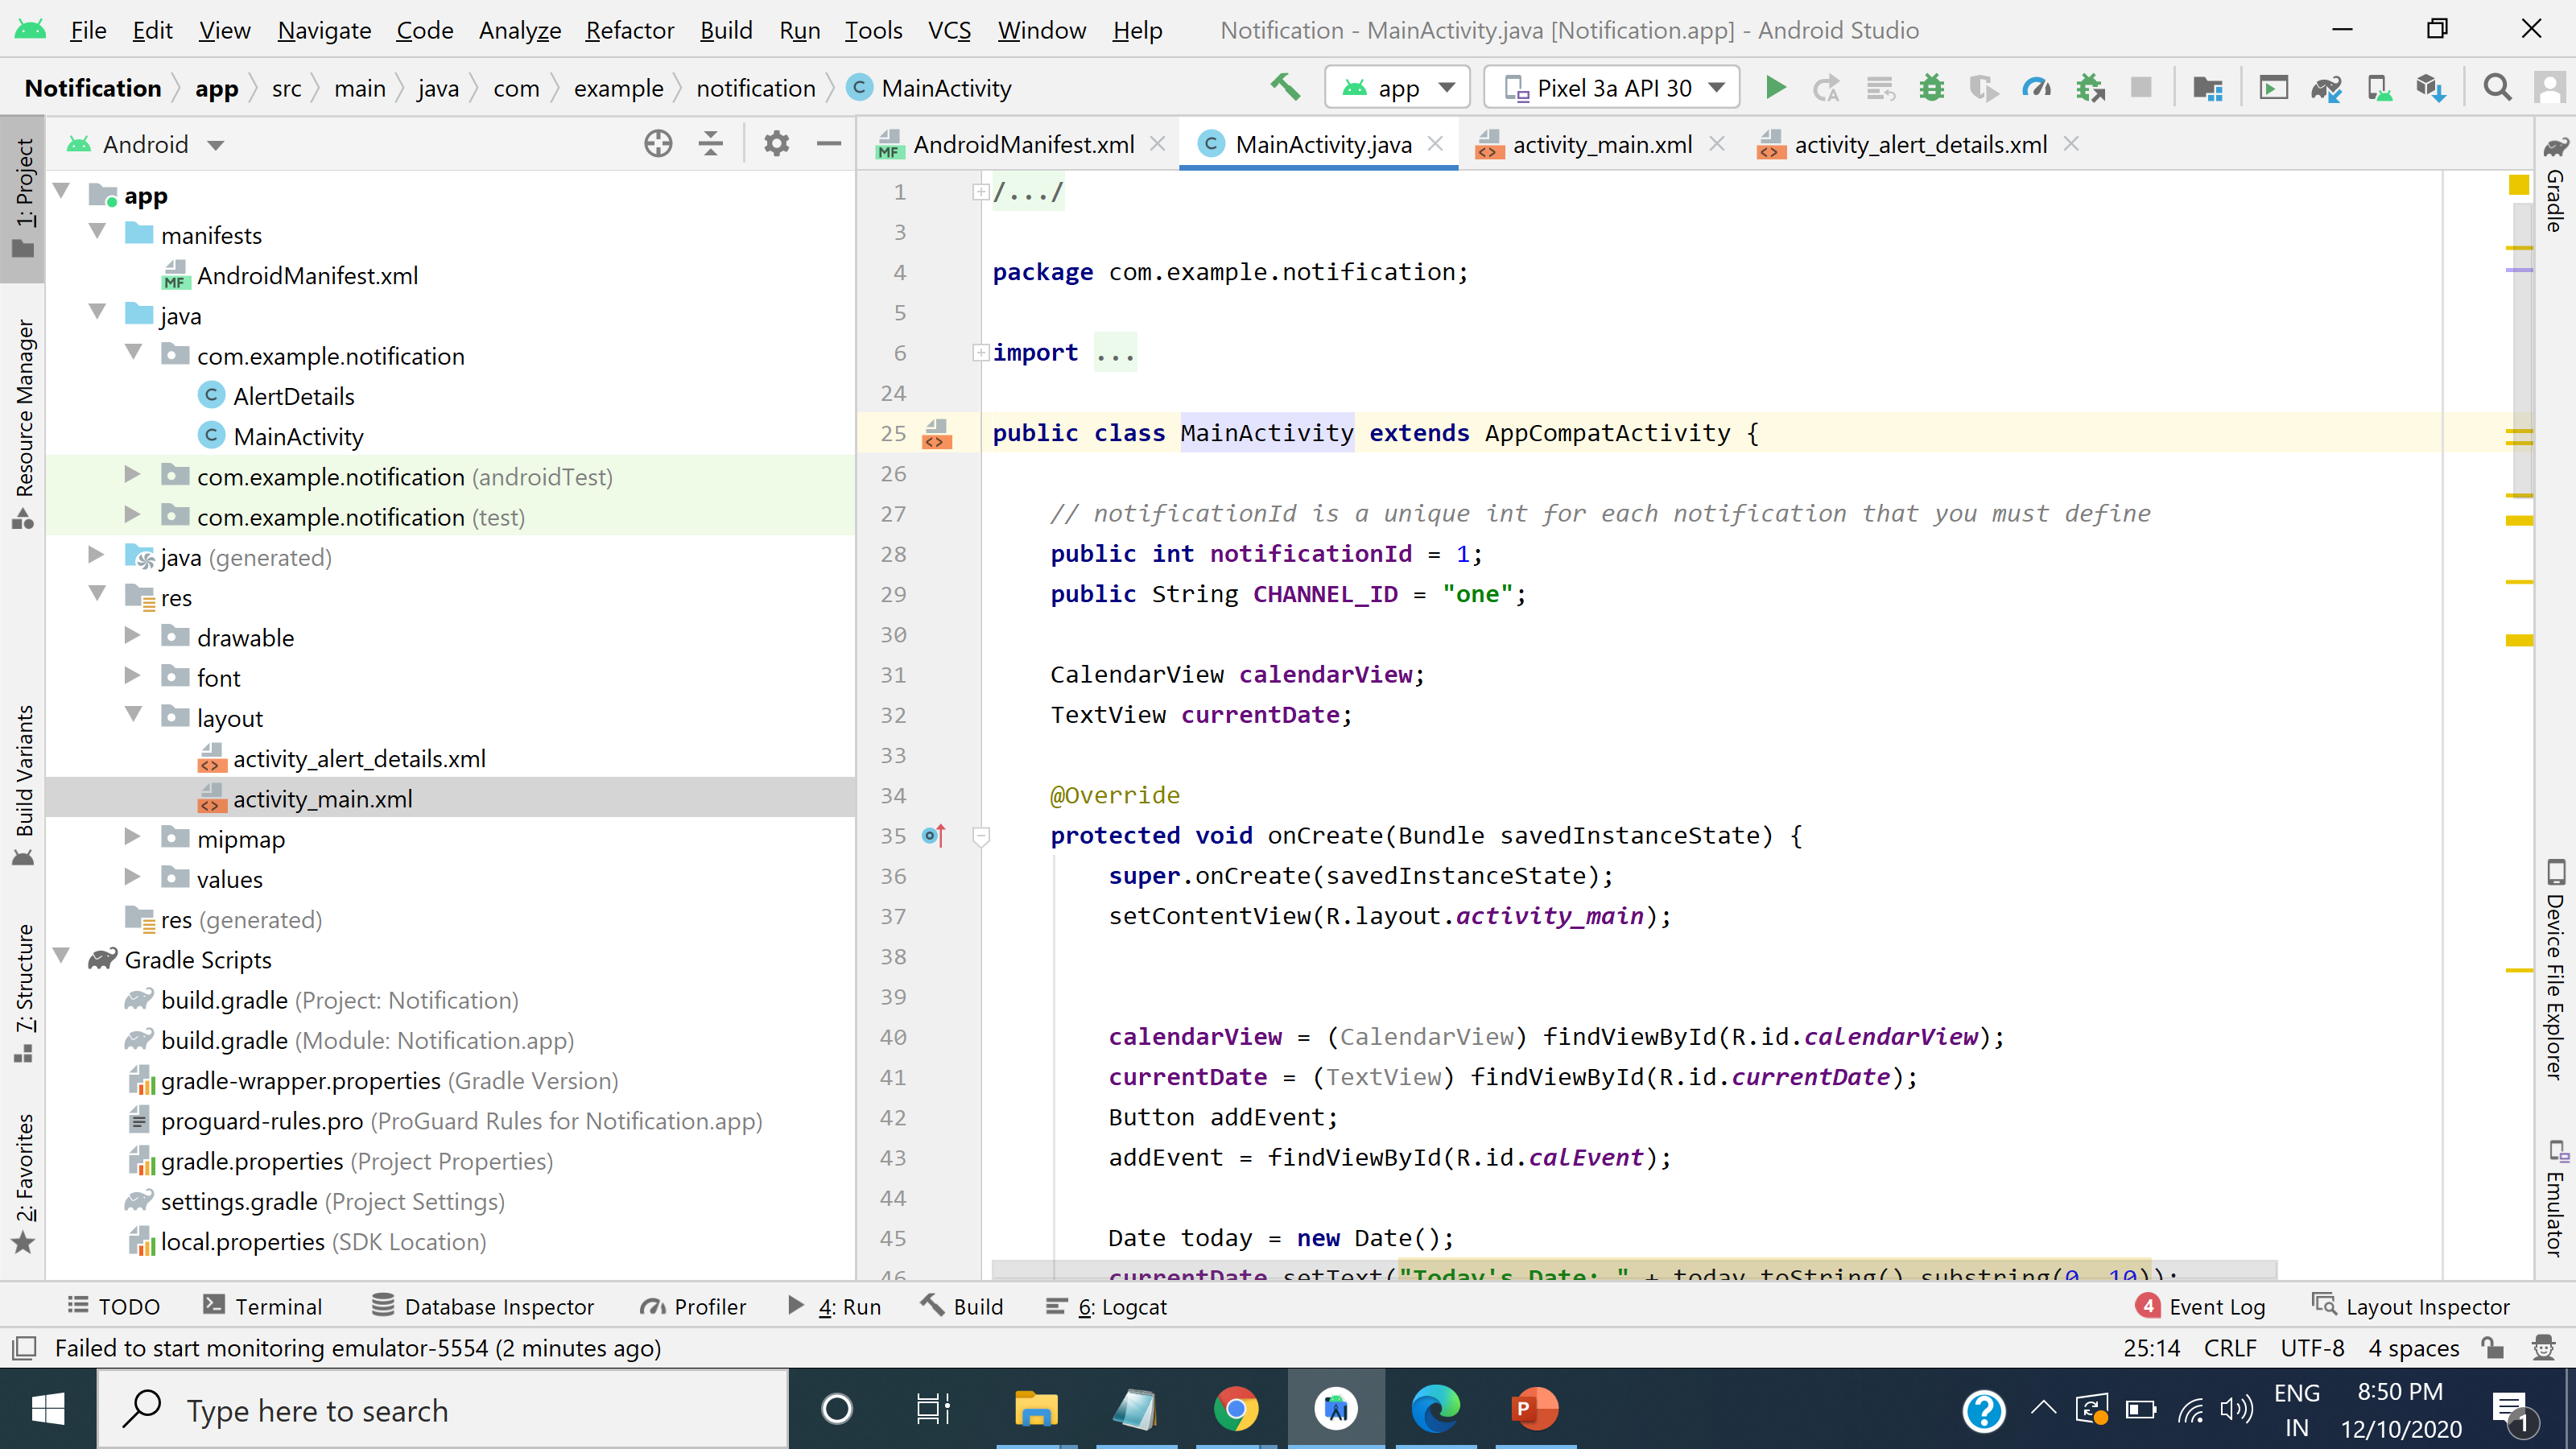 File Edit View Navigate Code Analyze Refactor Build Run Tools VCS Window Help Notification - MainActivity.java [Notification.app] - Android Studio
Notification app src main java com example notification MainActivity app Pixel 3a API 30
Android
AndroidManifest.xml MainActivity.java activity_main.xml activity_alert_details.xml
1: Project
Resource Manager
Build Variants
7: Structure
2: Favorites
app
manifests
AndroidManifest.xml
java
com.example.notification
AlertDetails
MainActivity
com.example.notification (androidTest)
com.example.notification (test)
java (generated)
res
drawable
font
layout
activity_alert_details.xml
activity_main.xml
mipmap
values
res (generated)
Gradle Scripts
build.gradle (Project: Notification)
build.gradle (Module: Notification.app)
gradle-wrapper.properties (Gradle Version)
proguard-rules.pro (ProGuard Rules for Notification.app)
gradle.properties (Project Properties)
settings.gradle (Project Settings)
local.properties (SDK Location)
1 /.../
3
4 package com.example.notification;
5
6 import ...
24
25 public class MainActivity extends AppCompatActivity {
26
27 // notificationId is a unique int for each notification that you must define
28 public int notificationId = 1;
29 public String CHANNEL_ID = "one";
30
31 CalendarView calendarView;
32 TextView currentDate;
33
34 @Override
35 protected void onCreate(Bundle savedInstanceState) {
36 super.onCreate(savedInstanceState);
37 setContentView(R.layout.activity_main);
38
39
40 calendarView = (CalendarView) findViewById(R.id.calendarView);
41 currentDate = (TextView) findViewById(R.id.currentDate);
42 Button addEvent;
43 addEvent = findViewById(R.id.calEvent);
44
45 Date today = new Date();
46 currentDate.setText("Today's Date: " + today.toString().substring(0, 10));
Gradle
Device File Explorer
Emulator
TODO Terminal Database Inspector Profiler 4: Run Build 6: Logcat 4 Event Log Layout Inspector
Failed to start monitoring emulator-5554 (2 minutes ago) 25:14 CRLF UTF-8 4 spaces
Type here to search
ENG
IN
8:50 PM
12/10/2020
1